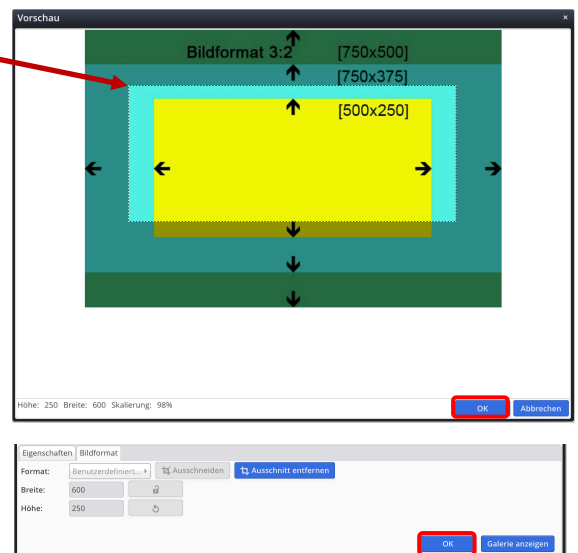 Vorschau ×
Bildformat 3:2 [750x500]
[750x375]
[500x250]
Höhe: 250 Breite: 600 Skalierung: 98%
OK Abbrechen
Eigenschaften Bildformat
Format: Benutzerdefiniert... Ausschneiden Ausschnitt entfernen
Breite: 600
Höhe: 250
OK Galerie anzeigen